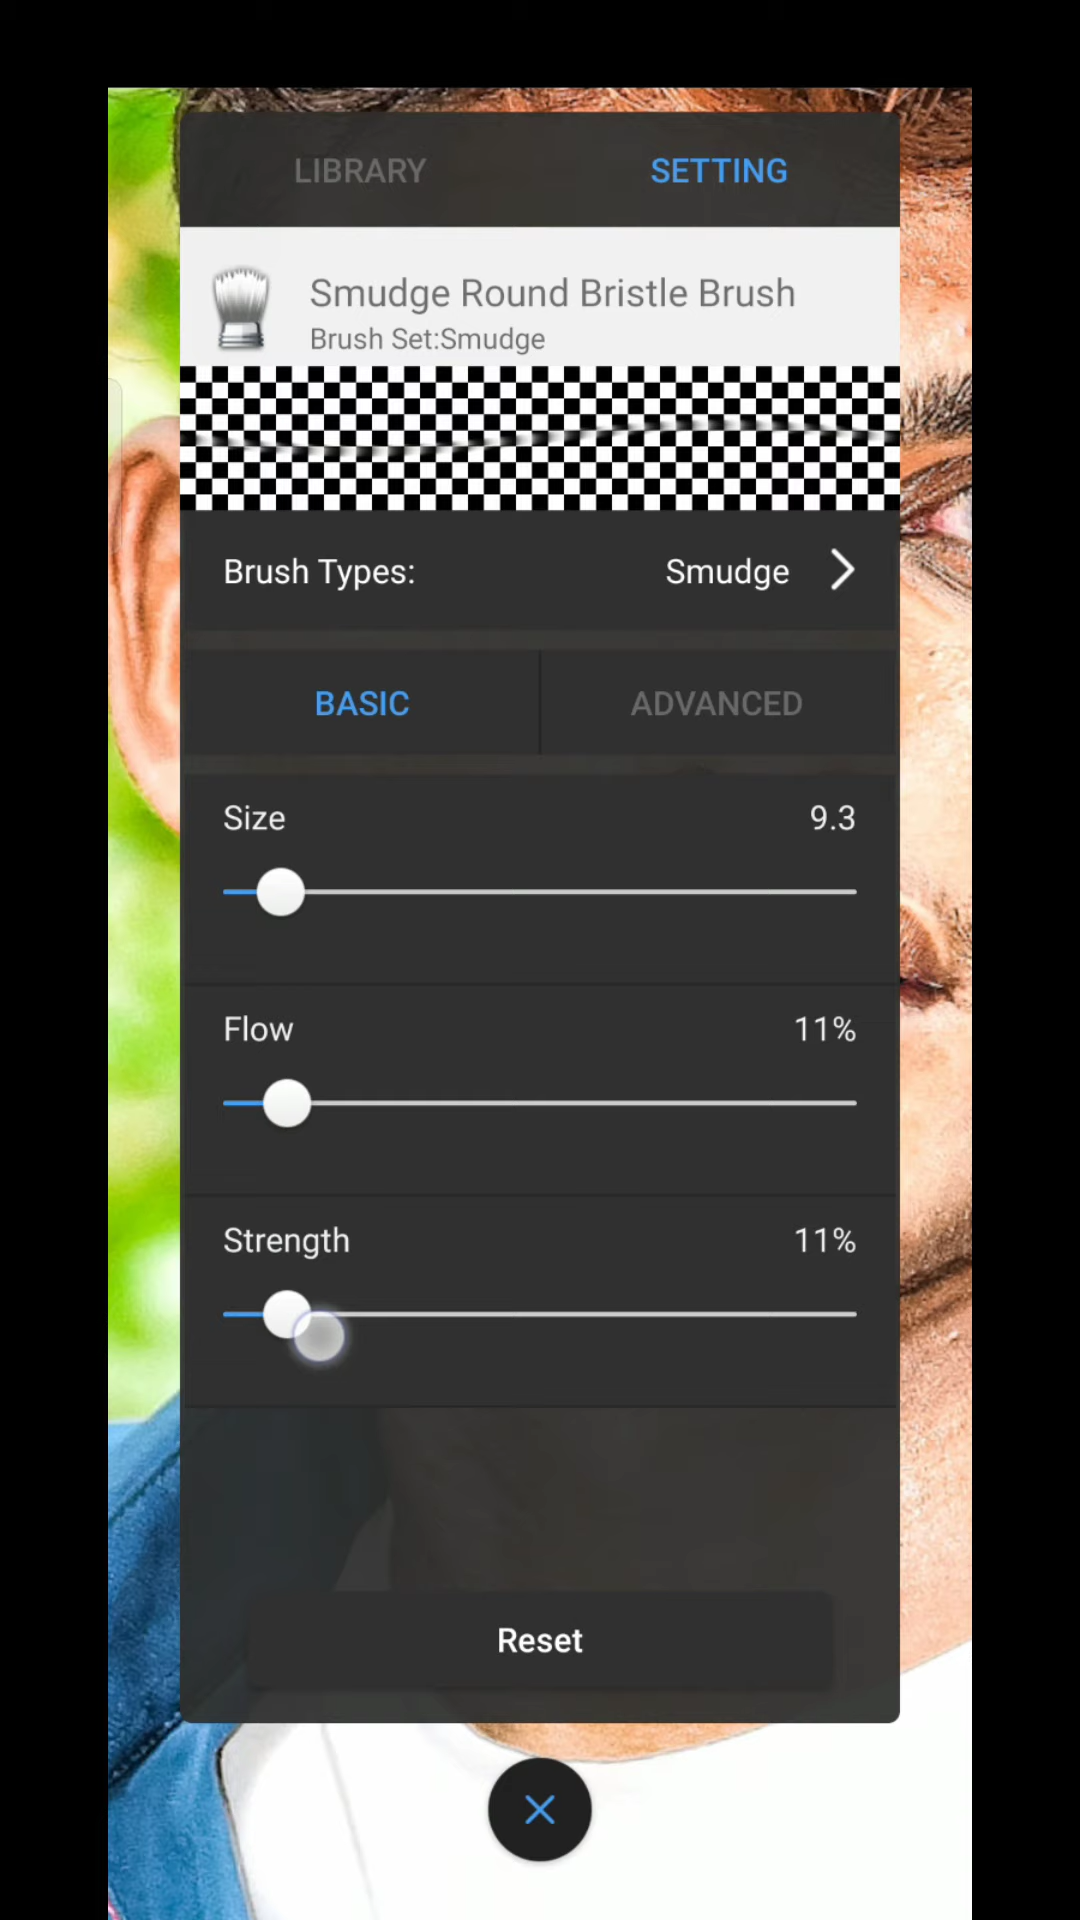 LIBRARY SETTING
Smudge Round Bristle Brush
Brush Set:Smudge
Brush Types: Smudge
BASIC ADVANCED
Size 9.3
Flow 11%
Strength 11%
Reset